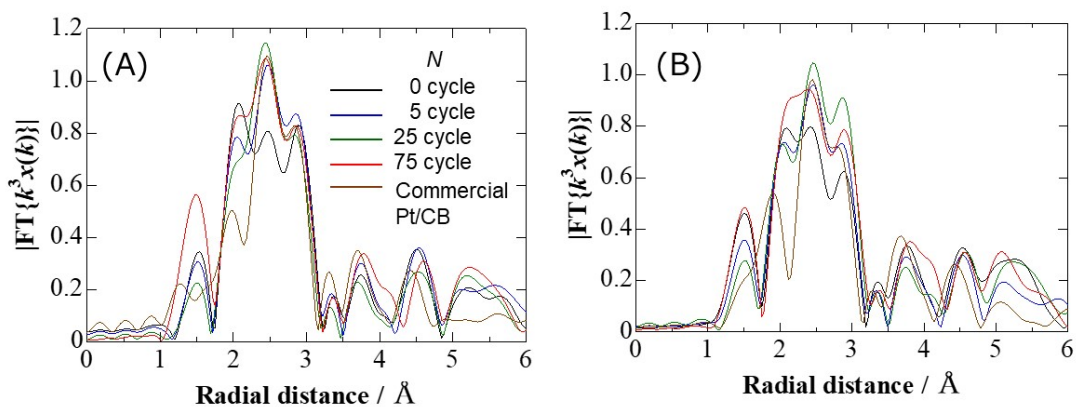 (A)
N
0 cycle
5 cycle
25 cycle
75 cycle
Commercial
Pt/CB
|FT{k³x(k)}|
1.2
1.0
0.8
0.6
0.4
0.2
0
0 1 2 3 4 5 6
Radial distance / Å
(B)
|FT{k³x(k)}|
1.2
1.0
0.8
0.6
0.4
0.2
0
0 1 2 3 4 5 6
Radial distance / Å